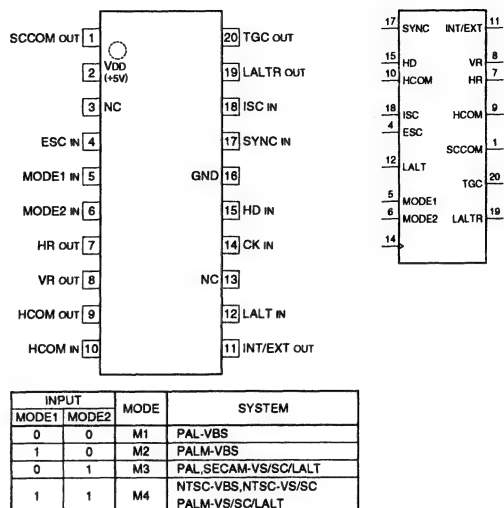 SCCOM OUT 1
20 TGC OUT
2 VDD (+5V)
19 LALTR OUT
3 NC
18 ISC IN
ESC IN 4
17 SYNC IN
MODE1 IN 5
GND 16
MODE2 IN 6
15 HD IN
HR OUT 7
14 CK IN
VR OUT 8
NC 13
HCOM OUT 9
12 LALT IN
HCOM IN 10
11 INT/EXT OUT
17 SYNC INT/EXT 11
15 HD VR 8
10 HCOM HR 7
18 ISC HCOM 9
4 ESC
SCCOM 1
12 LALT
TGC 20
5 MODE1
6 MODE2 LALTR 19
14
INPUT MODE SYSTEM
MODE1 MODE2
0 0 M1 PAL-VBS
1 0 M2 PALM-VBS
0 1 M3 PAL,SECAM-VS/SC/LALT
1 1 M4 NTSC-VBS,NTSC-VS/SC
PALM-VS/SC/LALT